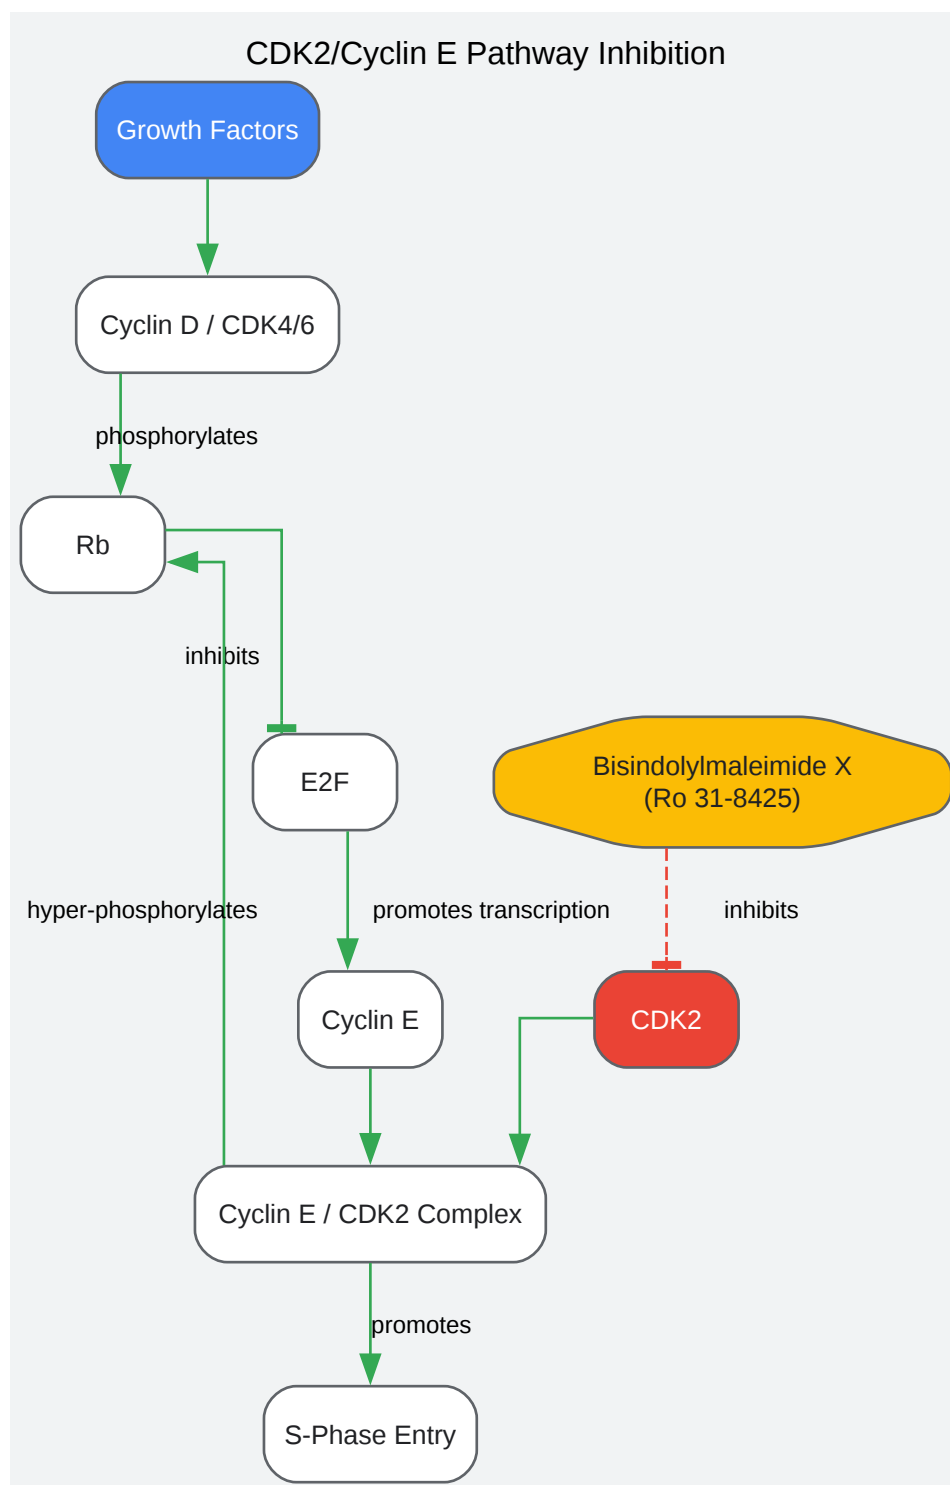 CDK2/Cyclin E Pathway Inhibition
Growth Factors
Cyclin D / CDK4/6
phosphorylates
Rb
inhibits
E2F
Bisindolylmaleimide X
(Ro 31-8425)
hyper-phosphorylates
promotes transcription
inhibits
Cyclin E
CDK2
Cyclin E / CDK2 Complex
promotes
S-Phase Entry